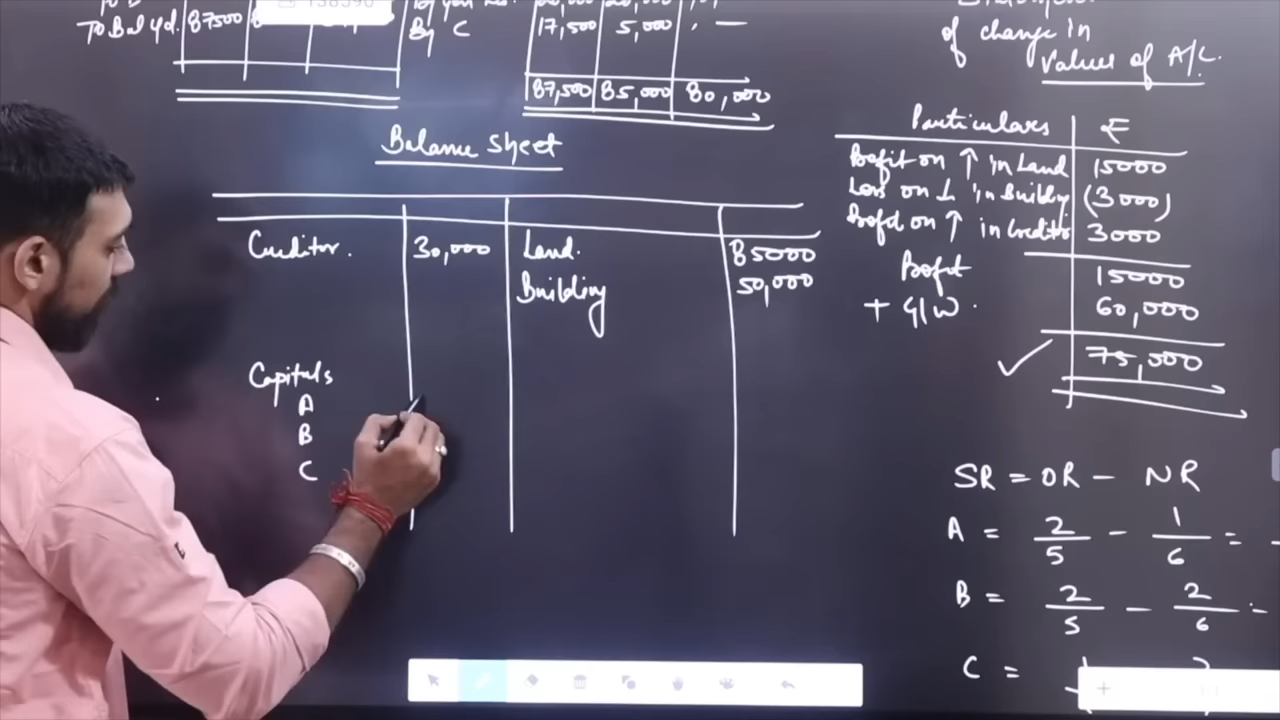 138590
To Bal c/d. 87500
By C 17,500 5,000 —
87,500 85,000 80,000
of change in
Values of A/C.
Balance Sheet
Particulars ₹
Creditor. 30,000 Land. 85000
Building 50,000
Capitals
A
B
C
Profit on ↑ in Land 15000
Loss on ↓ in Building (3000)
Profit on ↑ in Creditor 3000
Profit 15000
+ G/W. 60,000
✓ 75,000
SR = OR - NR
A = 2/5 - 1/6 =
B = 2/5 - 2/6 =
C =